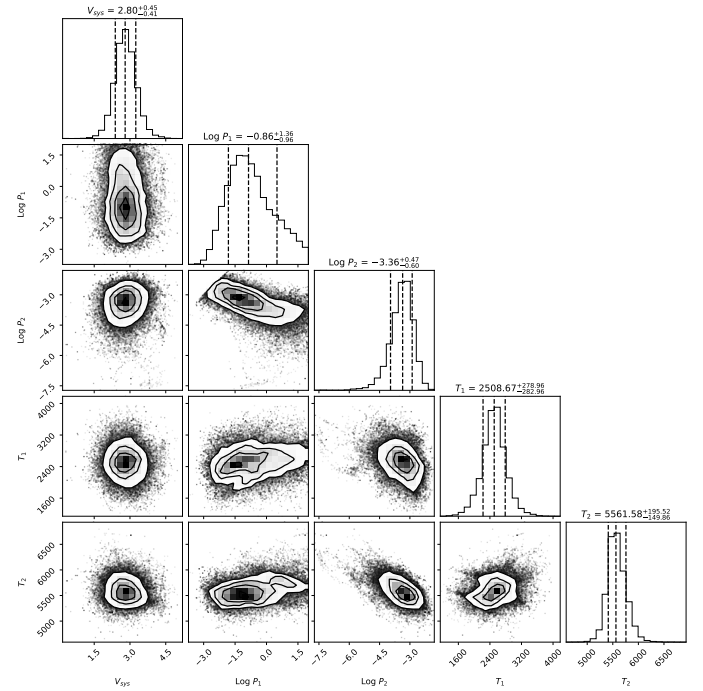 V_sys = 2.80^{+0.45}_{−0.41}
Log P_1 = −0.86^{+1.36}_{−0.96}
1.5
0.0
−1.5
−3.0
Log P_1
Log P_2 = −3.36^{+0.47}_{−0.60}
−3.0
−4.5
−6.0
−7.5
Log P_2
T_1 = 2508.67^{+278.96}_{−282.96}
4000
3200
2400
1600
T_1
T_2 = 5561.58^{+195.52}_{−149.86}
6500
6000
5500
5000
T_2
1.5 3.0 4.5
−3.0 −1.5 0.0 1.5
−7.5 −6.0 −4.5 −3.0
1600 2400 3200 4000
5000 5500 6000 6500
V_sys Log P_1 Log P_2 T_1 T_2